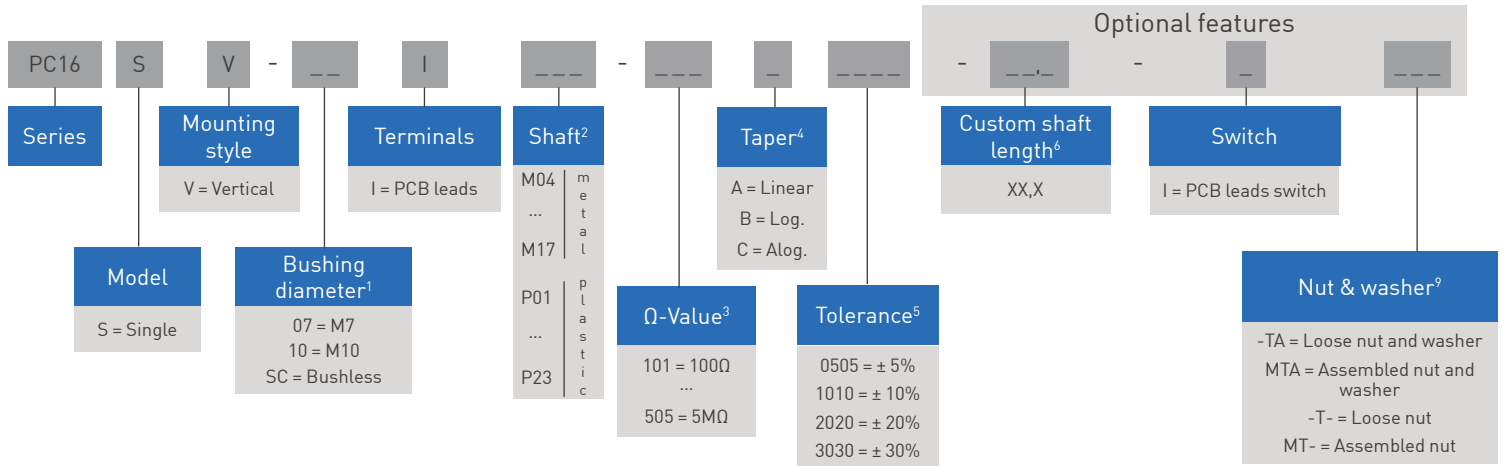 Optional features
PC16 S V - _ _ I _ _ _ - _ _ _ _ _ _ _ _ - _ _,_ - _ _ _ _
Series
Mounting
style
V = Vertical
Terminals
I = PCB leads
Shaft²
M04
...
M17
metal
P01
...
P23
plastic
Taper⁴
A = Linear
B = Log.
C = Alog.
Custom shaft
length⁶
XX,X
Switch
I = PCB leads switch
Model
S = Single
Bushing
diameter¹
07 = M7
10 = M10
SC = Bushless
Ω-Value³
101 = 100Ω
...
505 = 5MΩ
Tolerance⁵
0505 = ± 5%
1010 = ± 10%
2020 = ± 20%
3030 = ± 30%
Nut & washer⁹
-TA = Loose nut and washer
MTA = Assembled nut and
washer
-T- = Loose nut
MT- = Assembled nut